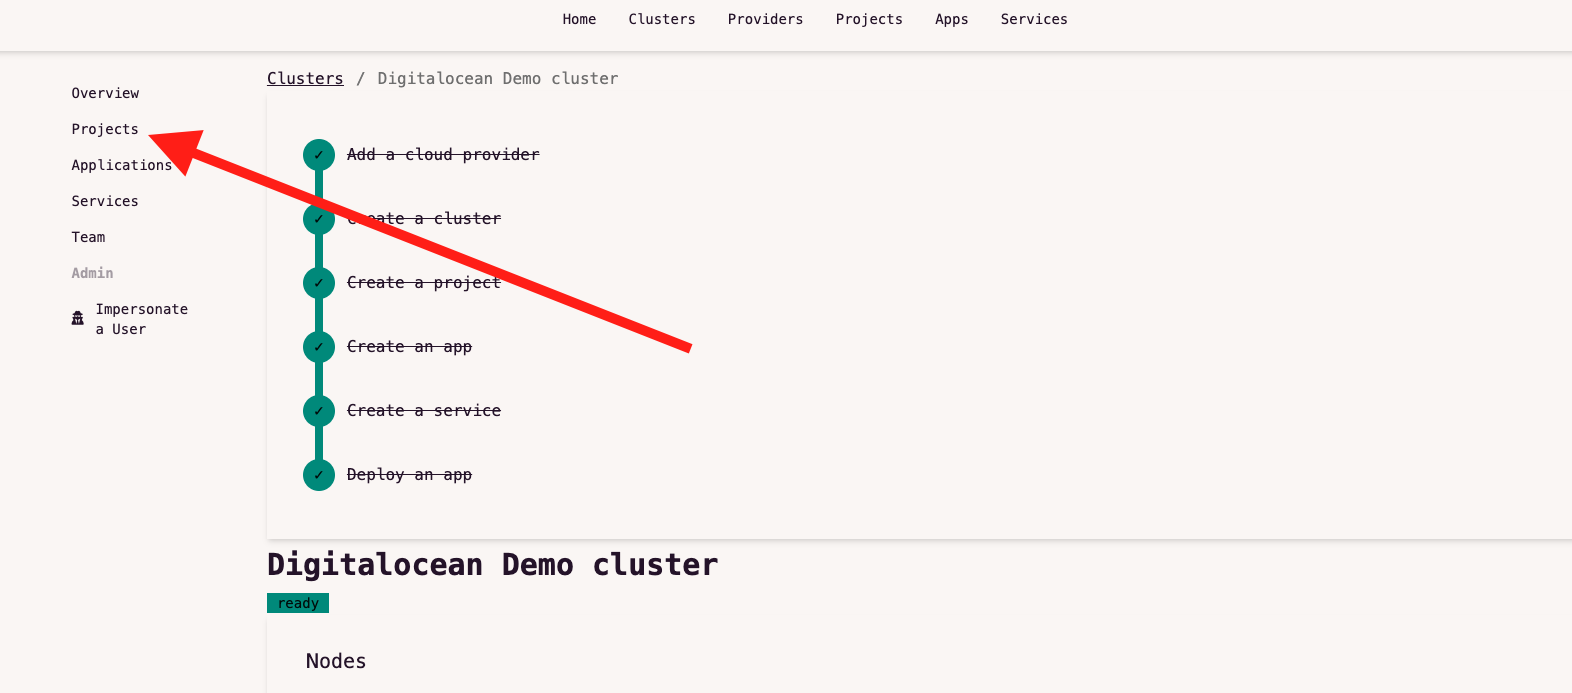 Home Clusters Providers Projects Apps Services
Overview
Projects
Applications
Services
Team
Admin
Impersonate
a User
Clusters / Digitalocean Demo cluster
✓ Add a cloud provider
✓ Create a cluster
✓ Create a project
✓ Create an app
✓ Create a service
✓ Deploy an app
Digitalocean Demo cluster
ready
Nodes